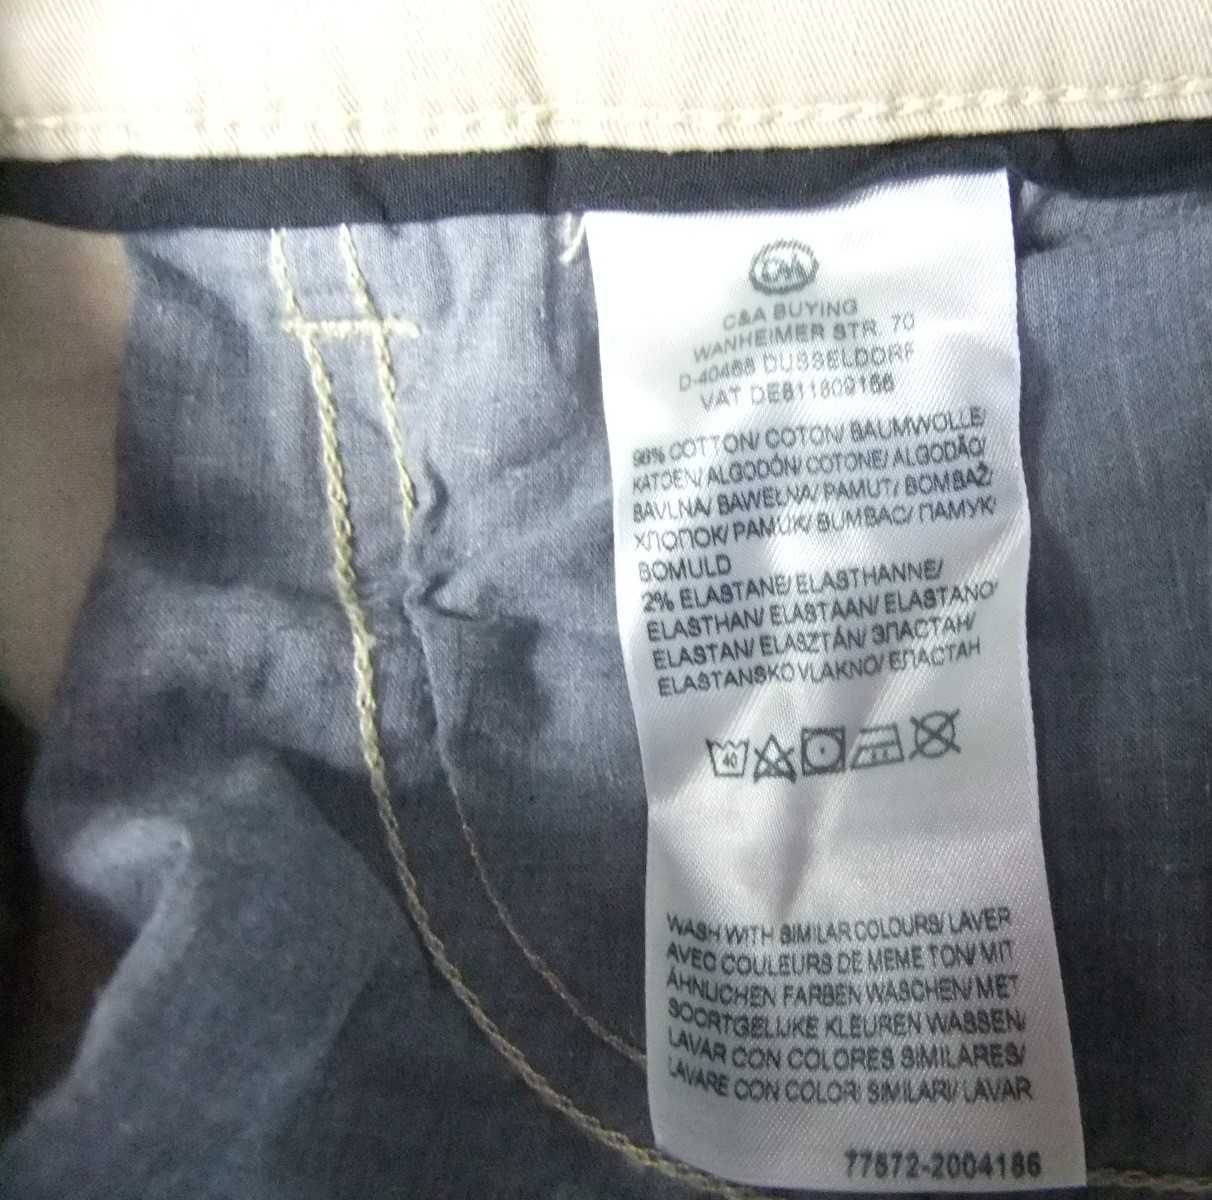 C&A
C&A BUYING
WANHEIMER STR. 70
D-40468 DUSSELDORF
VAT DE811809166
98% COTTON/ COTON/ BAUMWOLLE/
KATOEN/ ALGODÓN/ COTONE/ ALGODÃO/
BAVLNA/ BAWEŁNA/ PAMUT/ BOMBAŽ/
ХЛОПОК/ PAMUK/ BUMBAC/ ПАМУК/
BOMULD
2% ELASTANE/ ELASTHANNE/
ELASTHAN/ ELASTAAN/ ELASTANO/
ELASTAN/ ELASZTÁN/ ЭЛАСТАН/
ELASTANSKO VLAKNO/ ЕЛАСТАН
40
WASH WITH SIMILAR COLOURS/ LAVER
AVEC COULEURS DE MEME TON/ MIT
ÄHNLICHEN FARBEN WASCHEN/ MET
SOORTGELIJKE KLEUREN WASSEN/
LAVAR CON COLORES SIMILARES/
LAVARE CON COLORI SIMILARI/ LAVAR
77872-2004186